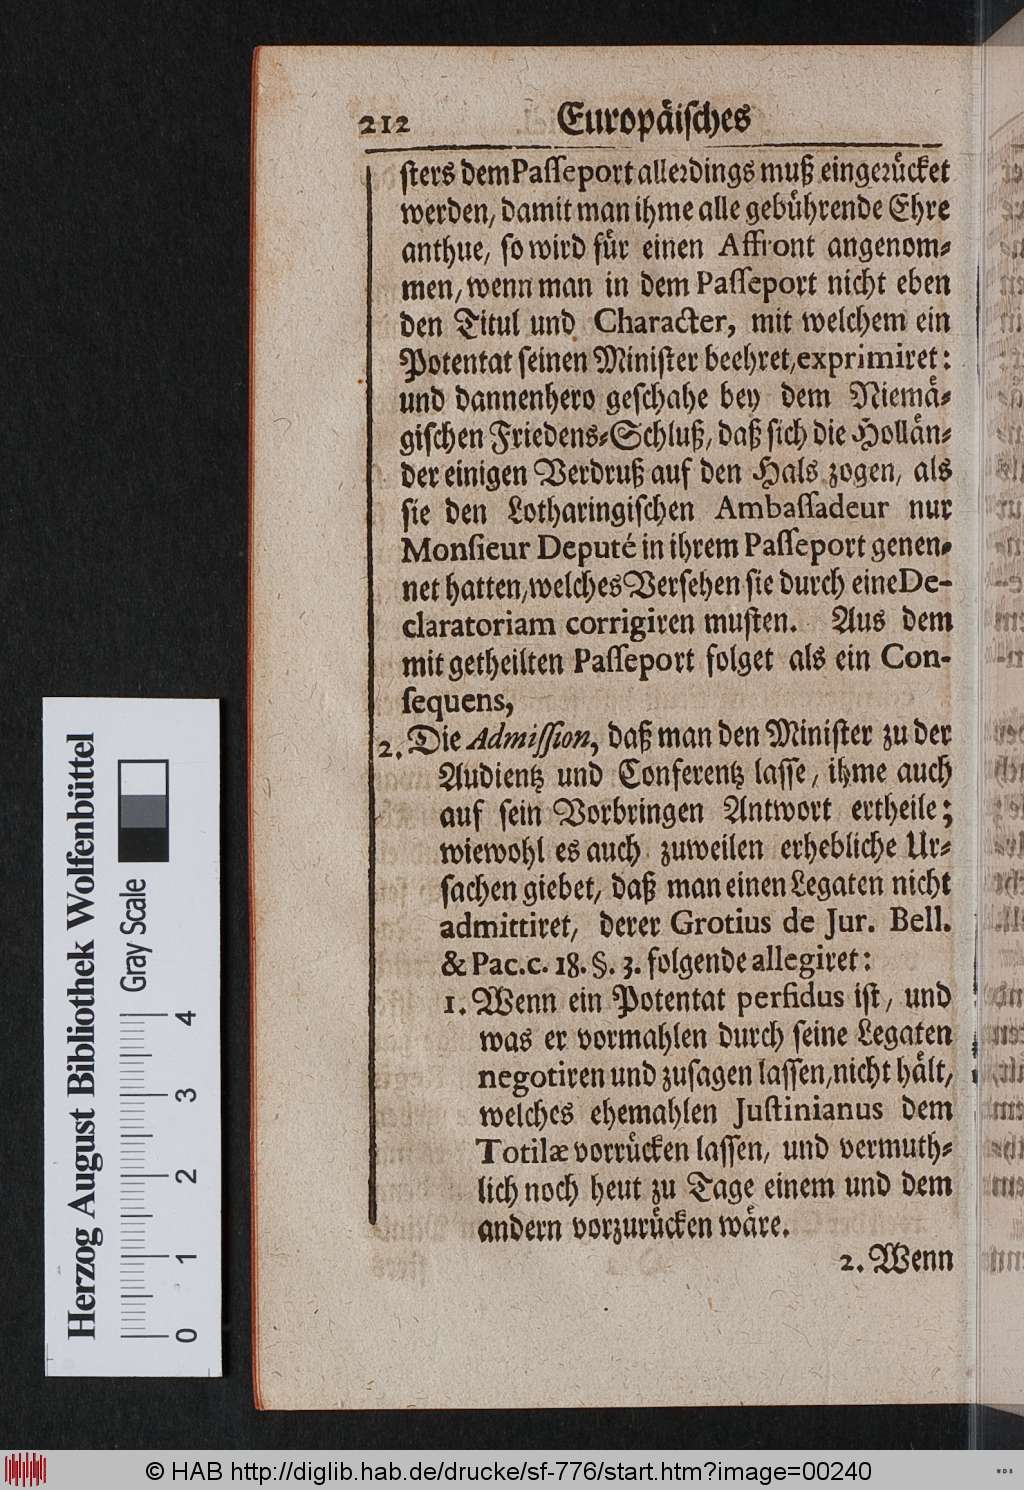 212 Europäiſches
ſters dem Paſſeport allerdings muß eingerücket
werden, damit man ihme alle gebührende Ehre
anthue, ſo wird für einen Affront angenom-
men, wenn man in dem Paſſeport nicht eben
den Titul und Character, mit welchem ein
Potentat ſeinen Miniſter beehret, exprimiret:
und dannenhero geſchahe bey dem Niemä-
giſchen Friedens-Schluß, daß ſich die Hollän-
der einigen Verdruß auf den Hals zogen, als
ſie den Lotharingiſchen Ambaſſadeur nur
Monſieur Deputé in ihrem Paſſeport genen-
net hatten, welches Verſehen ſie durch eine De-
claratoriam corrigiren muſten. Aus dem
mit getheilten Paſſeport folget als ein Con-
ſequens,
2. Die Admiſſion, daß man den Miniſter zu der
Audientz und Conferentz laſſe, ihme auch
auf ſein Vorbringen Antwort ertheile;
wiewohl es auch zuweilen erhebliche Ur-
ſachen giebet, daß man einen Legaten nicht
admittiret, derer Grotius de Jur. Bell.
& Pac. c. 18. §. 3. folgende allegiret:
1. Wenn ein Potentat perfidus iſt, und
was er vormahlen durch ſeine Legaten
negotiren und zuſagen laſſen, nicht hält,
welches ehemahlen Juſtinianus dem
Totilæ vorrücken laſſen, und vermuth-
lich noch heut zu Tage einem und dem
andern vorzurücken wäre.
2. Wenn
Herzog August Bibliothek Wolfenbüttel
Gray Scale
0 1 2 3 4
© HAB http://diglib.hab.de/drucke/sf-776/start.htm?image=00240